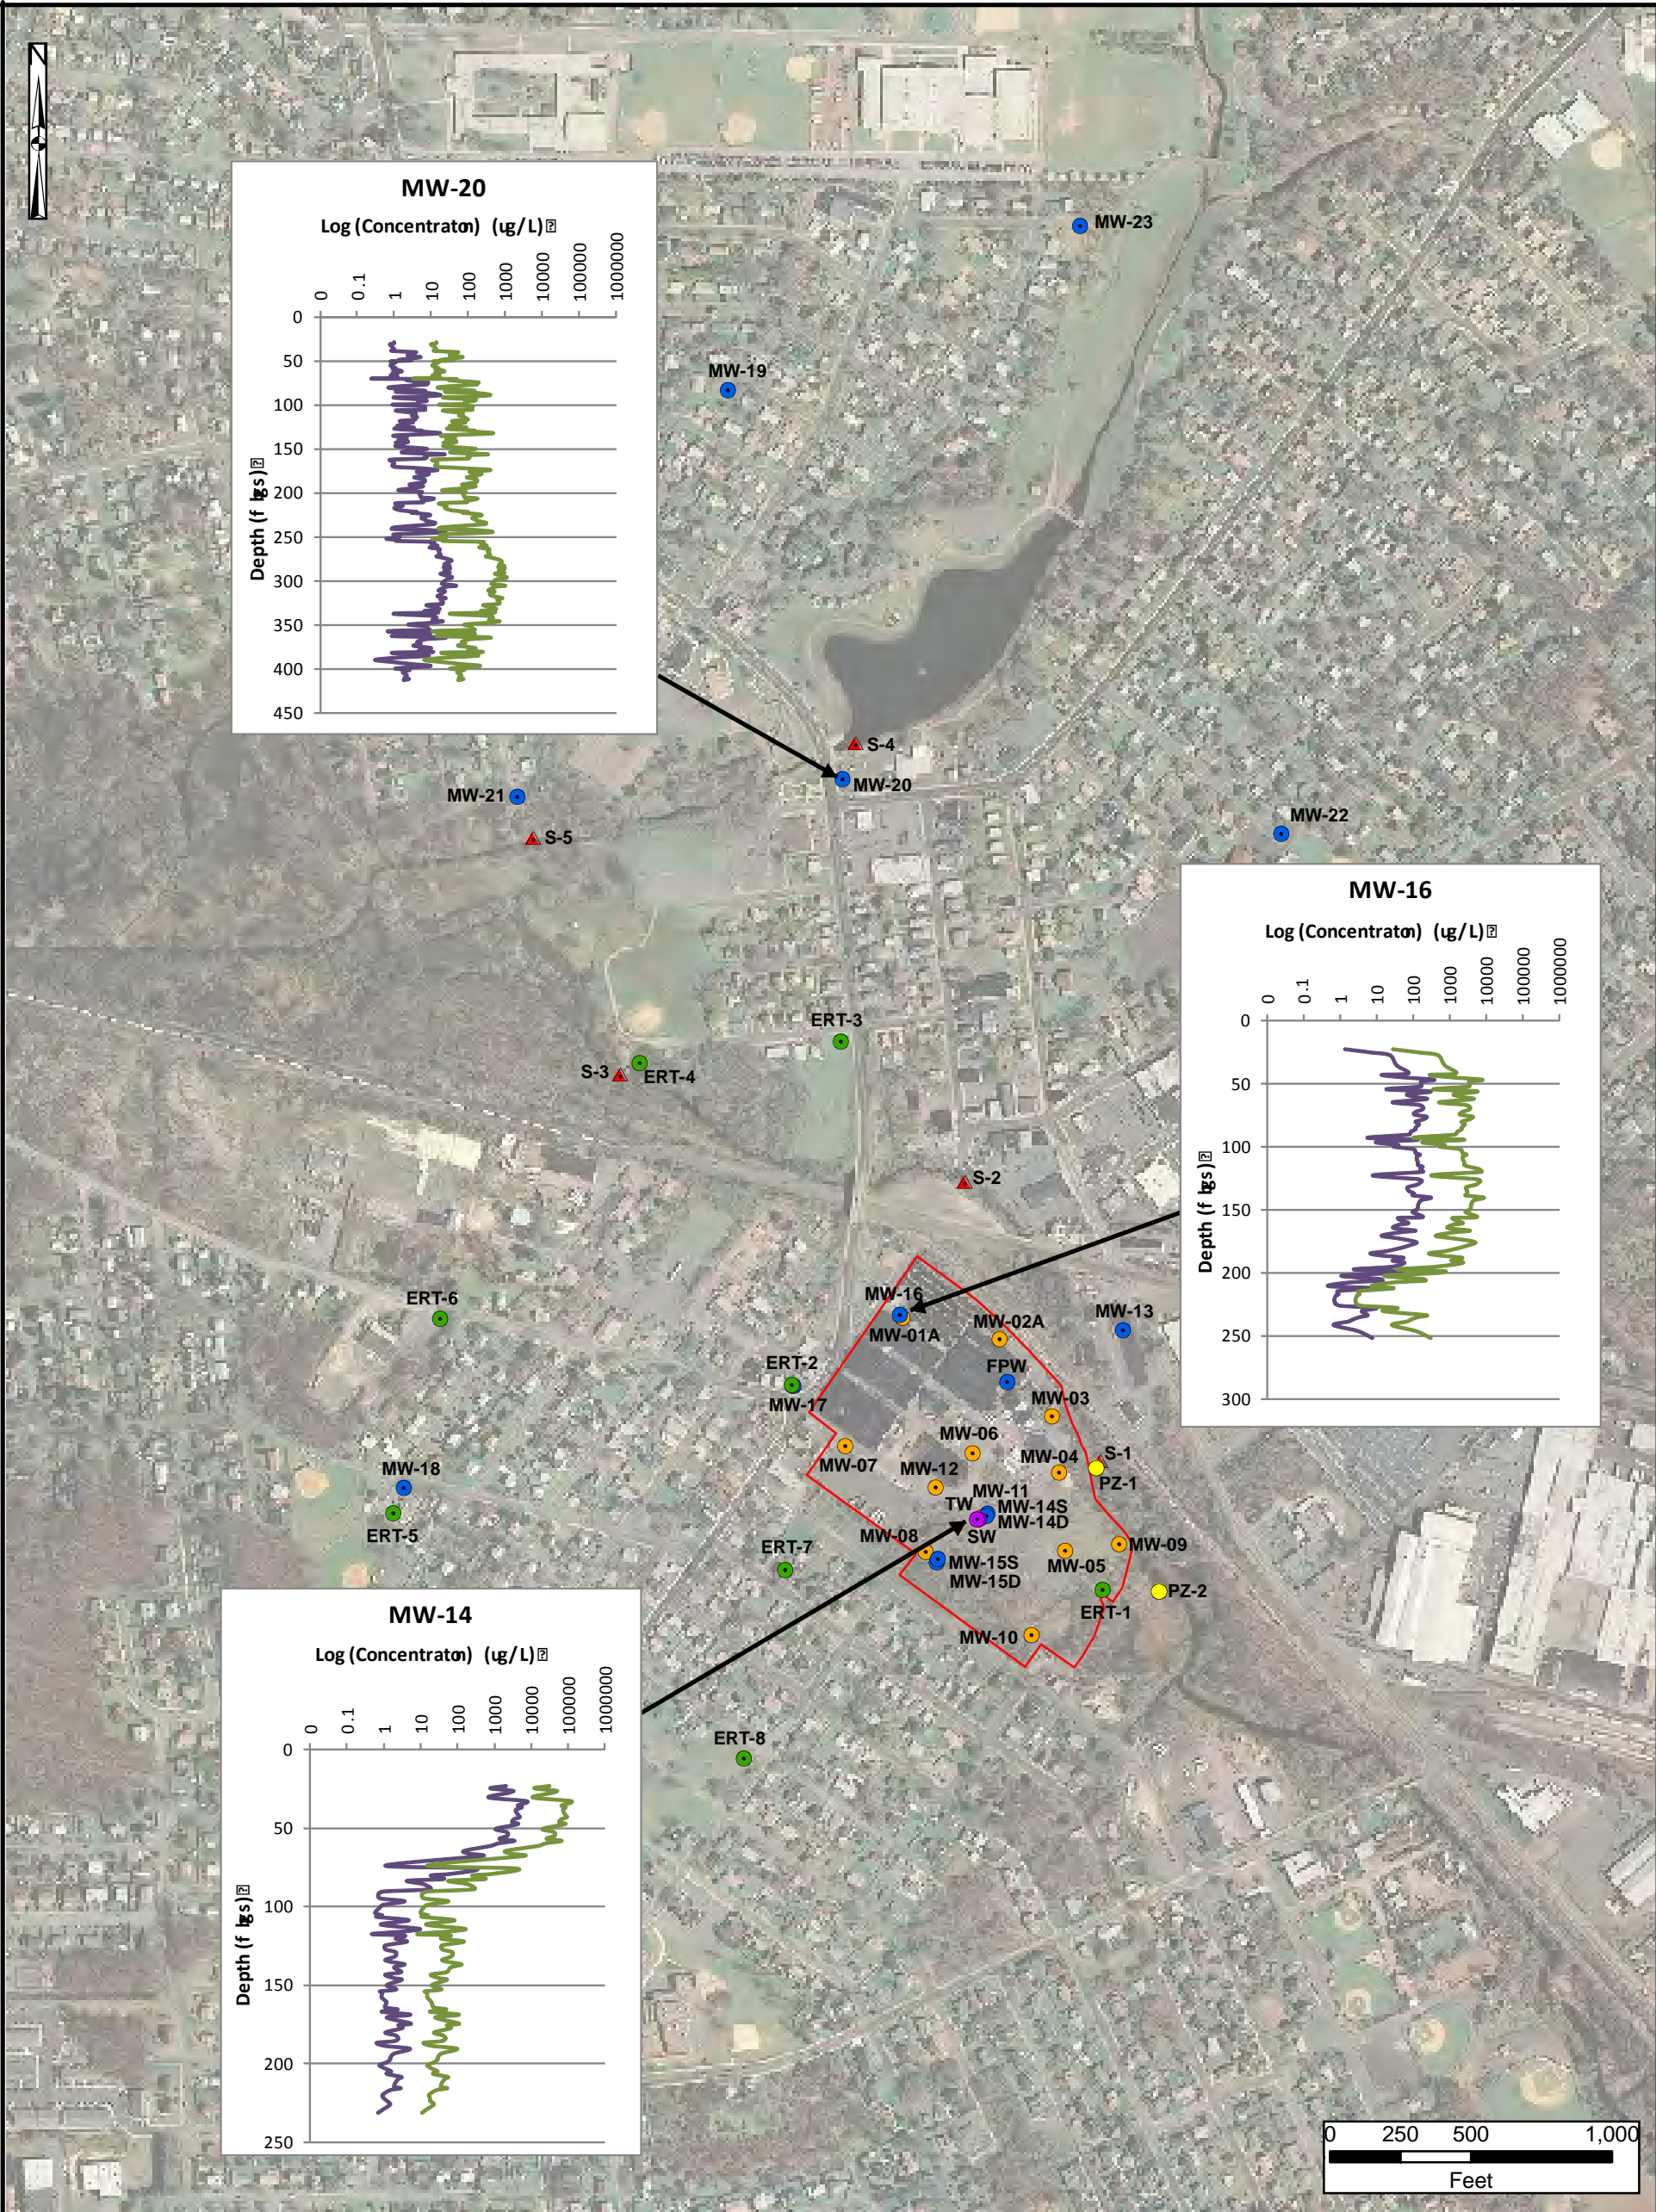 N
MW-20
Log (Concentraton) (ug/L)
0
0.1
1
10
100
1000
10000
100000
1000000
Depth (f bgs)
0
50
100
150
200
250
300
350
400
450
MW-23
MW-19
S-4
MW-20
MW-21
S-5
MW-22
MW-16
Log (Concentraton) (ug/L)
0
0.1
1
10
100
1000
10000
100000
1000000
Depth (f bgs)
0
50
100
150
200
250
300
ERT-3
S-3
ERT-4
S-2
ERT-6
MW-16
MW-01A
MW-02A
MW-13
ERT-2
MW-17
FPW
MW-03
MW-06
MW-07
MW-04
S-1
PZ-1
MW-12
MW-18
MW-11
TW
MW-14S
MW-14D
SW
ERT-5
MW-08
MW-09
MW-15S
MW-05
MW-15D
ERT-7
PZ-2
ERT-1
MW-10
MW-14
Log (Concentraton) (ug/L)
0
0.1
1
10
100
1000
10000
100000
1000000
Depth (f bgs)
0
50
100
150
200
250
ERT-8
0 250 500 1,000
Feet